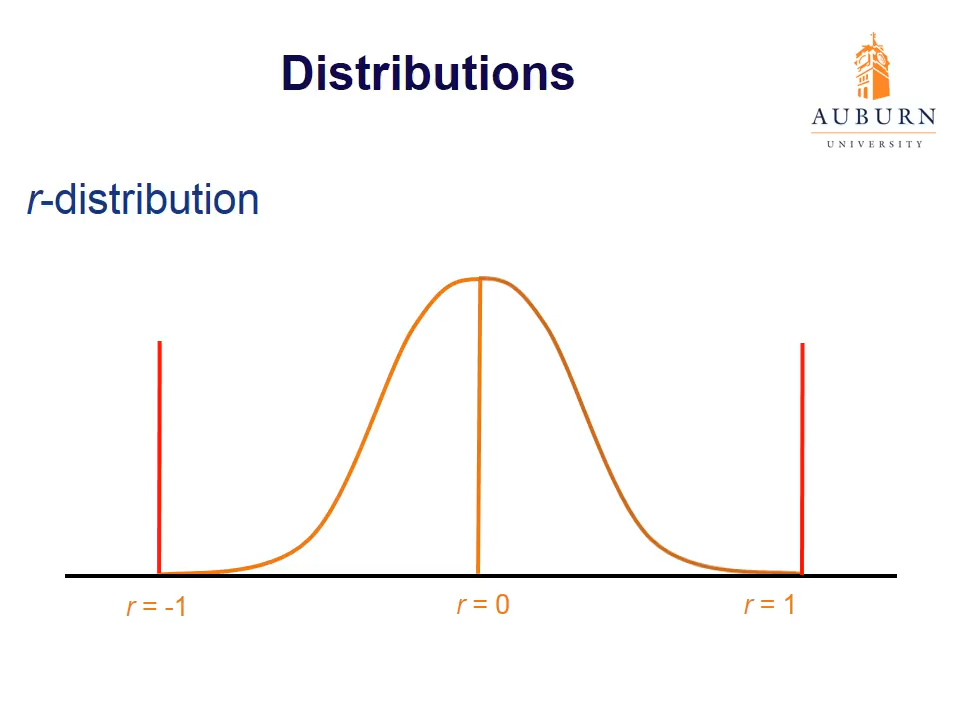 Distributions
AUBURN
UNIVERSITY
r-distribution
r = -1
r = 0
r = 1